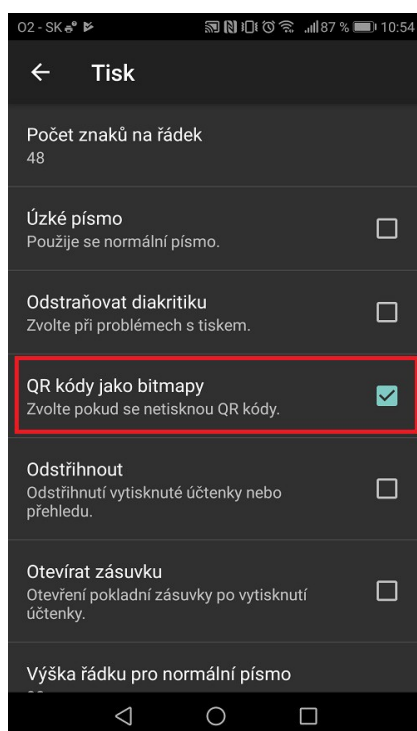 O2 - SK
87 % 10:54
Tisk
Počet znaků na řádek
48
Úzké písmo
Použije se normální písmo.
Odstraňovat diakritiku
Zvolte při problémech s tiskem.
QR kódy jako bitmapy
Zvolte pokud se netisknou QR kódy.
Odstřihnout
Odstřihnutí vytisknuté účtenky nebo
přehledu.
Otevírat zásuvku
Otevření pokladní zásuvky po vytisknutí
účtenky.
Výška řádku pro normální písmo